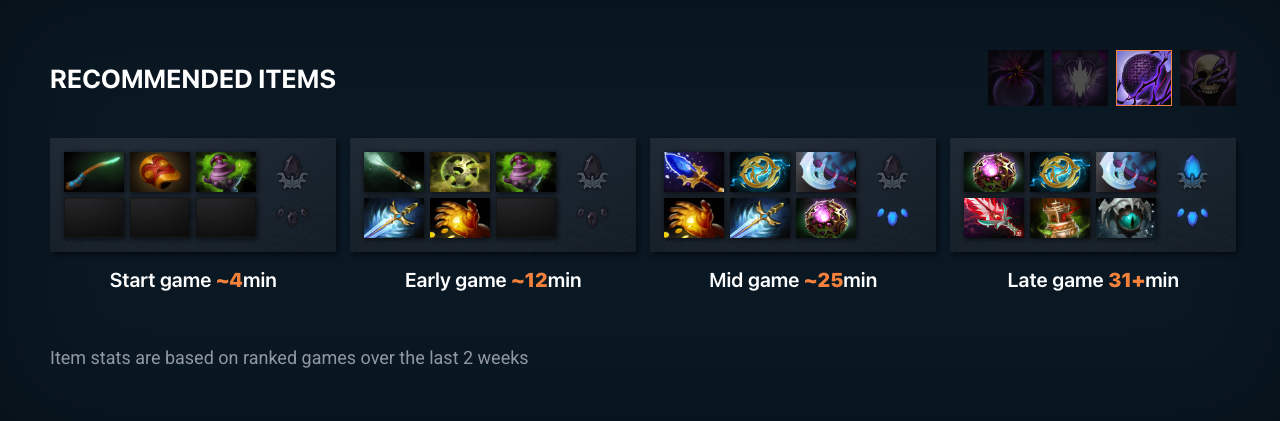 RECOMMENDED ITEMS
Start game ~4min
Early game ~12min
Mid game ~25min
Late game 31+min
Item stats are based on ranked games over the last 2 weeks